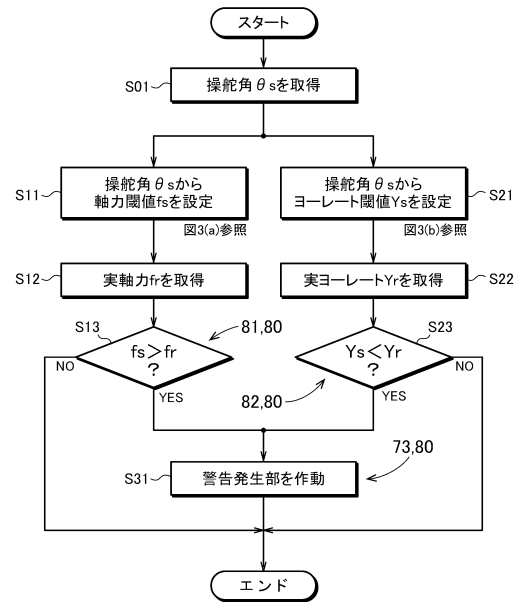 スタート
S01
操舵角θsを取得
S11
操舵角θsから
軸力閾値fsを設定
図3(a)参照
操舵角θsから
ヨーレート閾値Ysを設定
S21
図3(b)参照
S12
実軸力frを取得
実ヨーレートYrを取得
S22
S13
fs＞fr
?
81,80
NO
YES
S23
Ys＜Yr
?
82,80
NO
YES
S31
警告発生部を作動
73,80
エンド